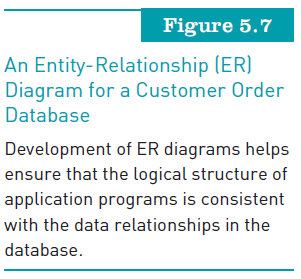 Figure 5.7
An Entity-Relationship (ER)
Diagram for a Customer Order
Database
Development of ER diagrams helps
ensure that the logical structure of
application programs is consistent
with the data relationships in the
database.